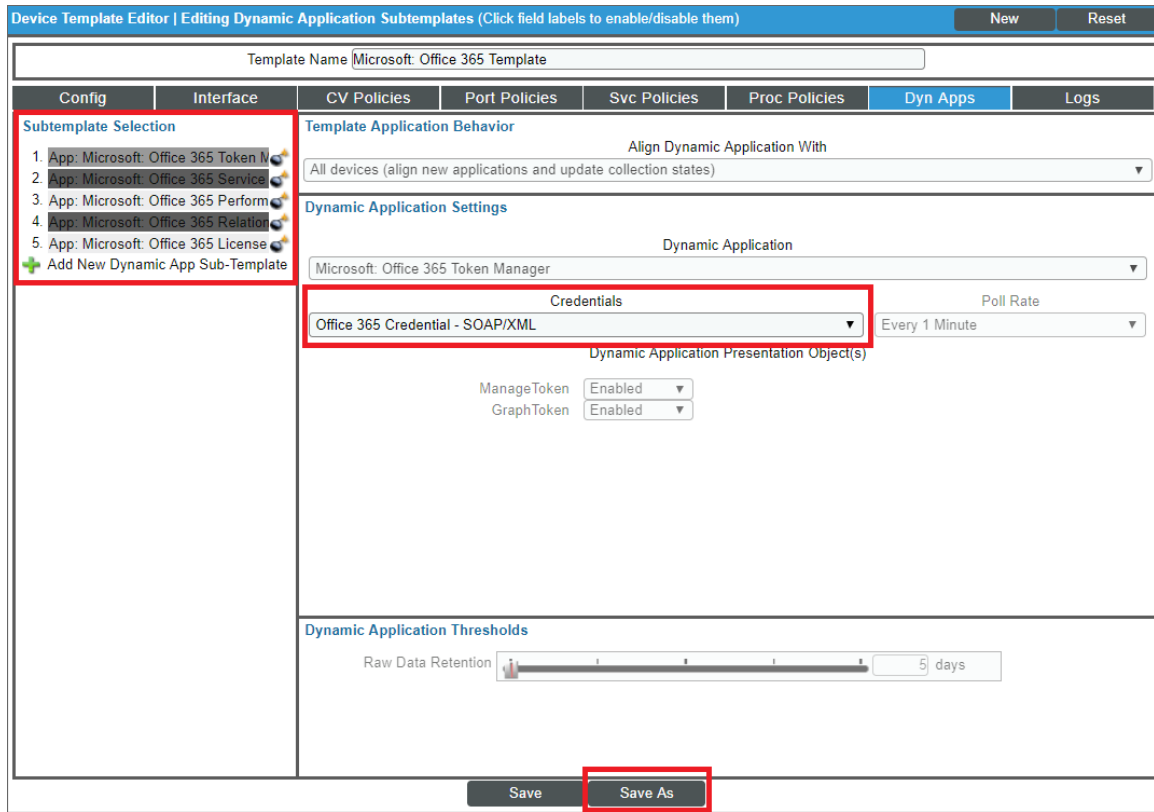 Device Template Editor | Editing Dynamic Application Subtemplates (Click field labels to enable/disable them) New Reset
Template Name Microsoft: Office 365 Template
Config Interface CV Policies Port Policies Svc Policies Proc Policies Dyn Apps Logs
Subtemplate Selection
1. App: Microsoft: Office 365 Token M
2. App: Microsoft: Office 365 Service
3. App: Microsoft: Office 365 Perform
4. App: Microsoft: Office 365 Relation
5. App: Microsoft: Office 365 License
Add New Dynamic App Sub-Template
Template Application Behavior
Align Dynamic Application With
All devices (align new applications and update collection states)
Dynamic Application Settings
Dynamic Application
Microsoft: Office 365 Token Manager
Credentials Poll Rate
Office 365 Credential - SOAP/XML Every 1 Minute
Dynamic Application Presentation Object(s)
ManageToken Enabled
GraphToken Enabled
Dynamic Application Thresholds
Raw Data Retention 5 days
Save Save As